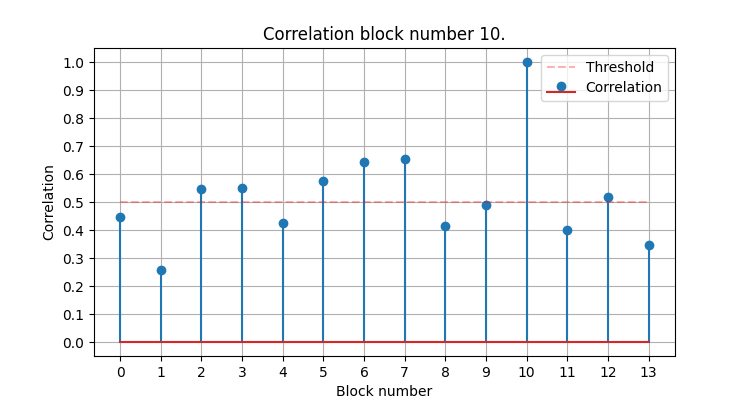 Correlation block number 10.
Threshold
Correlation
Correlation
1.0
0.9
0.8
0.7
0.6
0.5
0.4
0.3
0.2
0.1
0.0
0 1 2 3 4 5 6 7 8 9 10 11 12 13
Block number